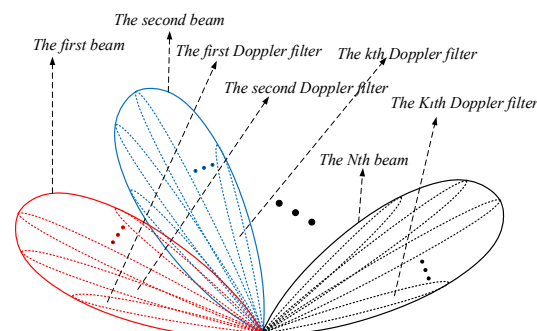 The second beam
The first beam
The first Doppler filter
The kth Doppler filter
The second Doppler filter
The K₁th Doppler filter
The Nth beam